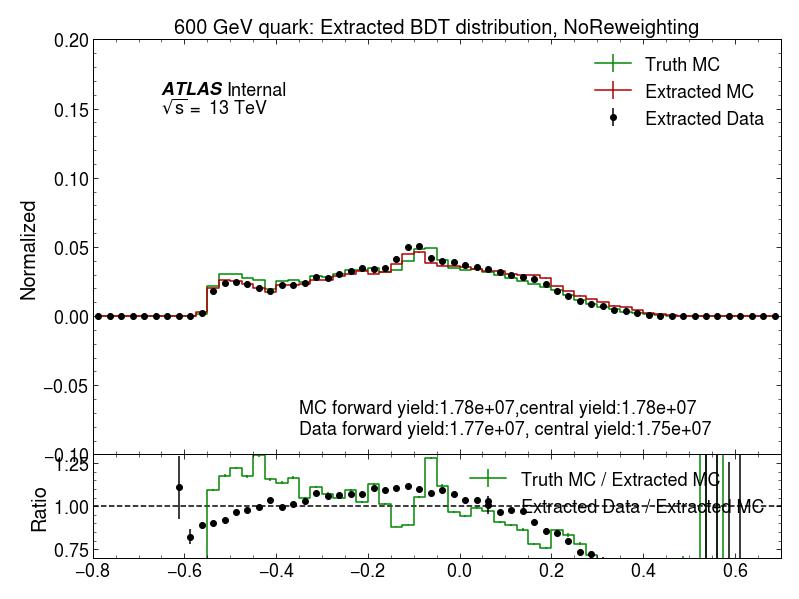 600 GeV quark: Extracted BDT distribution, NoReweighting
0.20
0.15
0.10
0.05
0.00
−0.05
−0.10
Normalized
ATLAS Internal
√s = 13 TeV
Truth MC
Extracted MC
Extracted Data
MC forward yield:1.78e+07,central yield:1.78e+07
Data forward yield:1.77e+07, central yield:1.75e+07
1.25
1.00
0.75
Ratio
Truth MC / Extracted MC
Extracted Data / Extracted MC
−0.8 −0.6 −0.4 −0.2 0.0 0.2 0.4 0.6